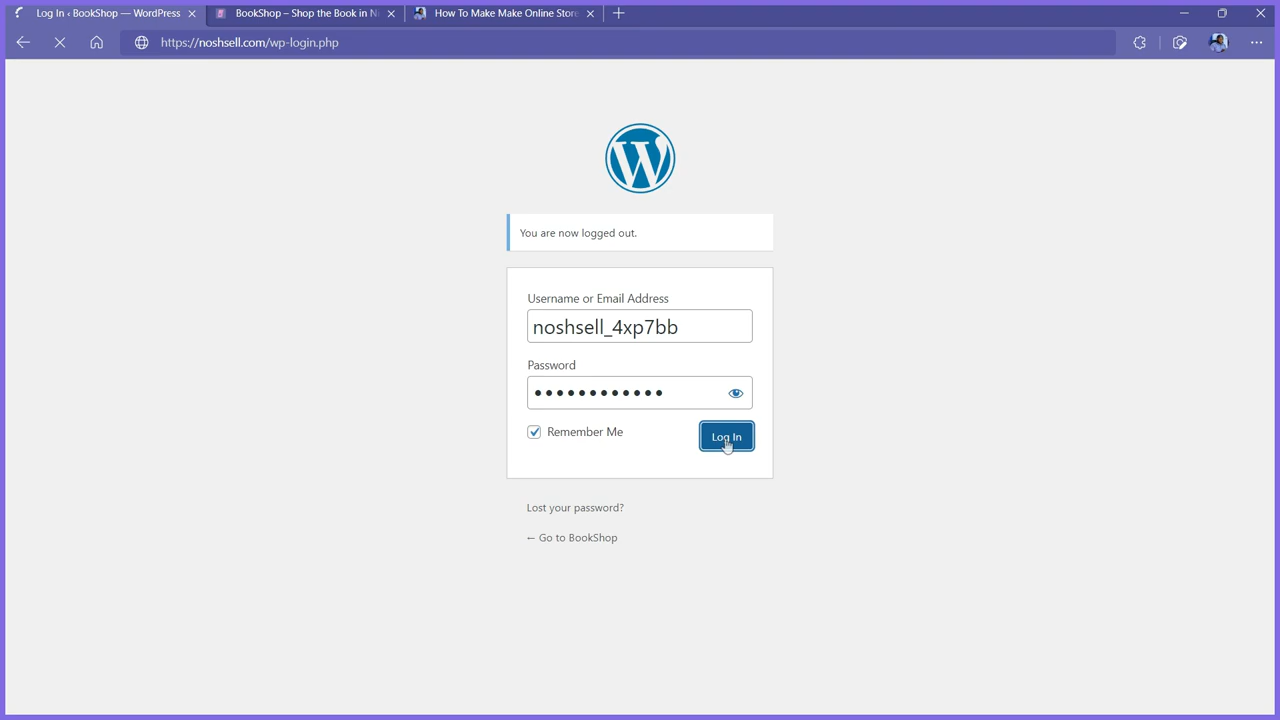 Log In ‹ BookShop — WordPress
BookShop – Shop the Book in N
How To Make Make Online Store
https://noshsell.com/wp-login.php
You are now logged out.
Username or Email Address
noshsell_4xp7bb
Password
Remember Me
Log In
Lost your password?
← Go to BookShop